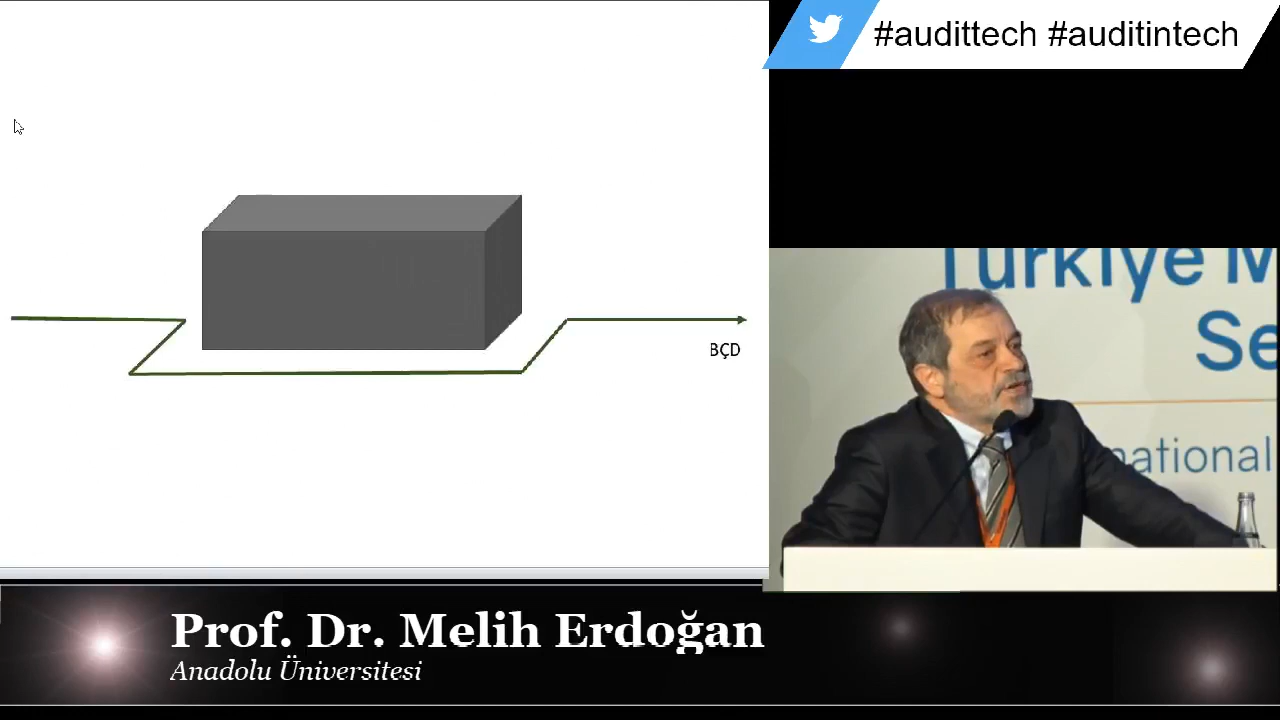 #audittech #auditintech
BÇD
Türkiye M
Se
national
Prof. Dr. Melih Erdoğan
Anadolu Üniversitesi